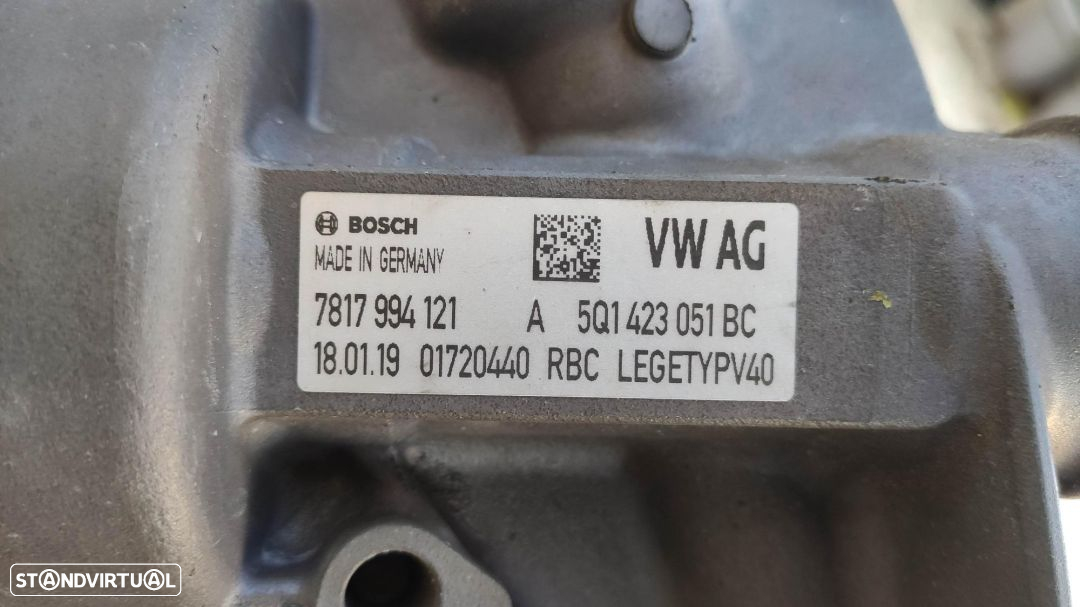 BOSCH
VW AG
MADE IN GERMANY
7817 994 121 A 5Q1 423 051 BC
18.01.19 01720440 RBC LEGETYPV40
STANDVIRTUAL